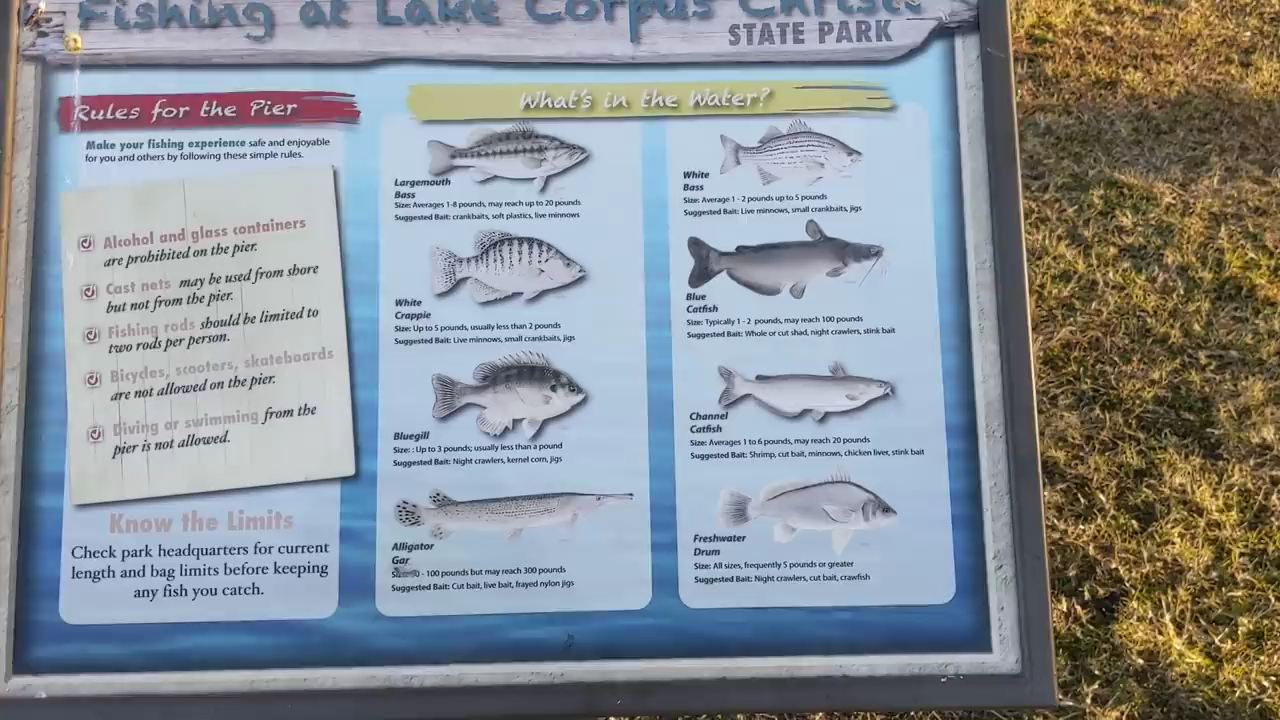 Fishing at Lake Corpus Christi
STATE PARK
Rules for the Pier
Make your fishing experience safe and enjoyable
for you and others by following these simple rules.
Alcohol and glass containers
are prohibited on the pier.
Cast nets may be used from shore
but not from the pier.
Fishing rods should be limited to
two rods per person.
Bicycles, scooters, skateboards
are not allowed on the pier.
Diving or swimming from the
pier is not allowed.
Know the Limits
Check park headquarters for current
length and bag limits before keeping
any fish you catch.
What's in the Water?
Largemouth
Bass
Size: Averages 1-8 pounds, may reach up to 20 pounds
Suggested Bait: crankbaits, soft plastics, live minnows
White
Crappie
Size: Up to 5 pounds, usually less than 2 pounds
Suggested Bait: Live minnows, small crankbaits, jigs
Bluegill
Size: : Up to 3 pounds; usually less than a pound
Suggested Bait: Night crawlers, kernel corn, jigs
Alligator
Gar
- 100 pounds but may reach 300 pounds
Suggested Bait: Cut bait, live bait, frayed nylon jigs
White
Bass
Size: Average 1 - 2 pounds up to 5 pounds
Suggested Bait: Live minnows, small crankbaits, jigs
Blue
Catfish
Size: Typically 1 - 2 pounds, may reach 100 pounds
Suggested Bait: Whole or cut shad, night crawlers, stink bait
Channel
Catfish
Size: Averages 1 to 6 pounds, may reach 20 pounds
Suggested Bait: Shrimp, cut bait, minnows, chicken liver, stink bait
Freshwater
Drum
Size: All sizes, frequently 5 pounds or greater
Suggested Bait: Night crawlers, cut bait, crawfish